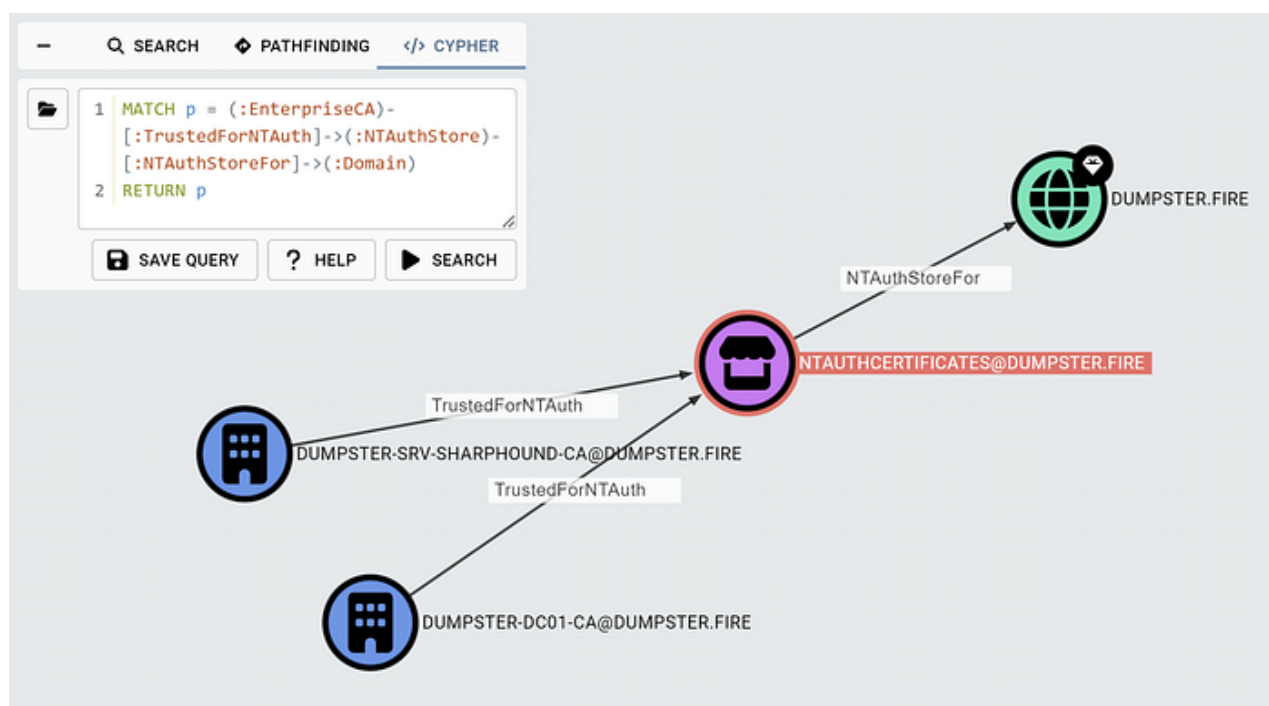 SEARCH PATHFINDING </> CYPHER
1 MATCH p = (:EnterpriseCA)-
[:TrustedForNTAuth]->(:NTAuthStore)-
[:NTAuthStoreFor]->(:Domain)
2 RETURN p
SAVE QUERY ? HELP SEARCH
DUMPSTER.FIRE
NTAuthStoreFor
NTAUTHCERTIFICATES@DUMPSTER.FIRE
TrustedForNTAuth
DUMPSTER-SRV-SHARPHOUND-CA@DUMPSTER.FIRE
TrustedForNTAuth
DUMPSTER-DC01-CA@DUMPSTER.FIRE